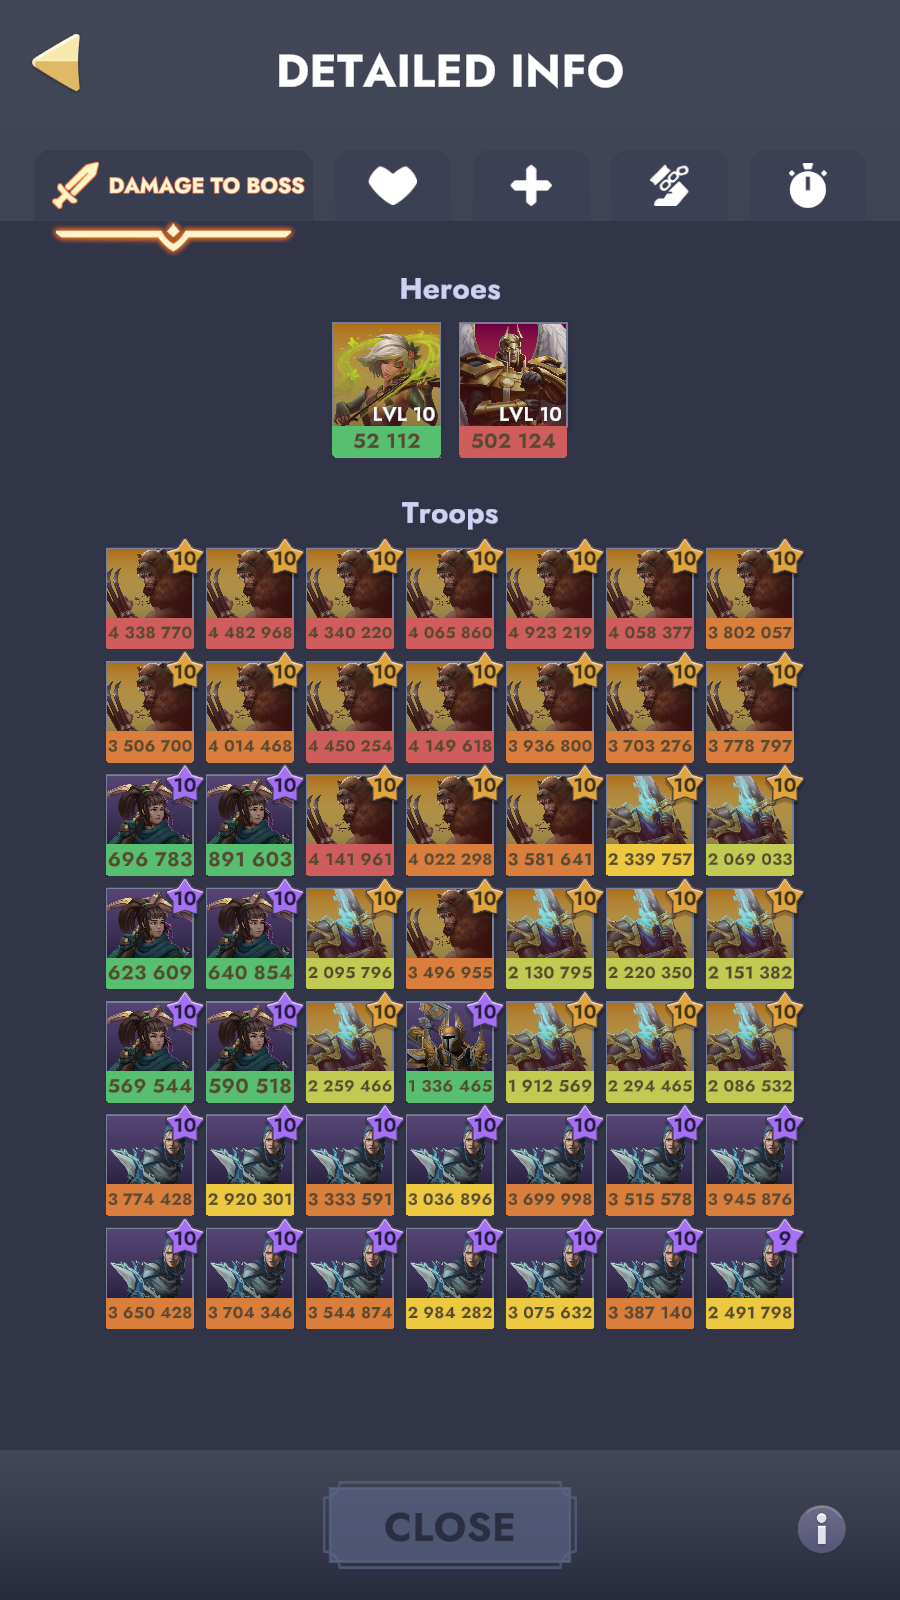 DETAILED INFO
DAMAGE TO BOSS
Heroes
LVL 10 LVL 10
52 112 502 124
Troops
10 10 10 10 10 10 10
4 338 770 4 482 968 4 340 220 4 065 860 4 923 219 4 058 377 3 802 057
10 10 10 10 10 10 10
3 506 700 4 014 468 4 450 254 4 149 618 3 936 800 3 703 276 3 778 797
10 10 10 10 10 10 10
696 783 891 603 4 141 961 4 022 298 3 581 641 2 339 757 2 069 033
10 10 10 10 10 10 10
623 609 640 854 2 095 796 3 496 955 2 130 795 2 220 350 2 151 382
10 10 10 10 10 10 10
569 544 590 518 2 259 466 1 336 465 1 912 569 2 294 465 2 086 532
10 10 10 10 10 10 10
3 774 428 2 920 301 3 333 591 3 036 896 3 699 998 3 515 578 3 945 876
10 10 10 10 10 10 9
3 650 428 3 704 346 3 544 874 2 984 282 3 075 632 3 387 140 2 491 798
CLOSE